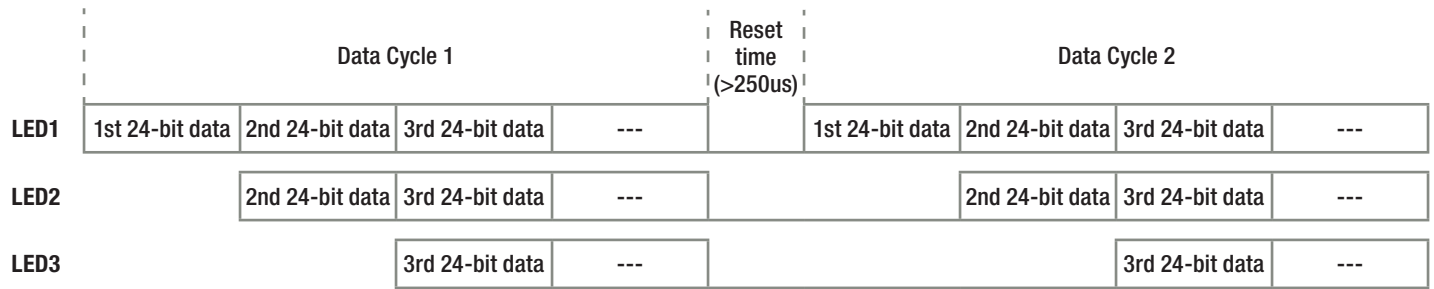 Data Cycle 1
Reset
time
(>250us)
Data Cycle 2
LED1 1st 24-bit data 2nd 24-bit data 3rd 24-bit data --- 1st 24-bit data 2nd 24-bit data 3rd 24-bit data ---
LED2 2nd 24-bit data 3rd 24-bit data --- 2nd 24-bit data 3rd 24-bit data ---
LED3 3rd 24-bit data --- 3rd 24-bit data ---